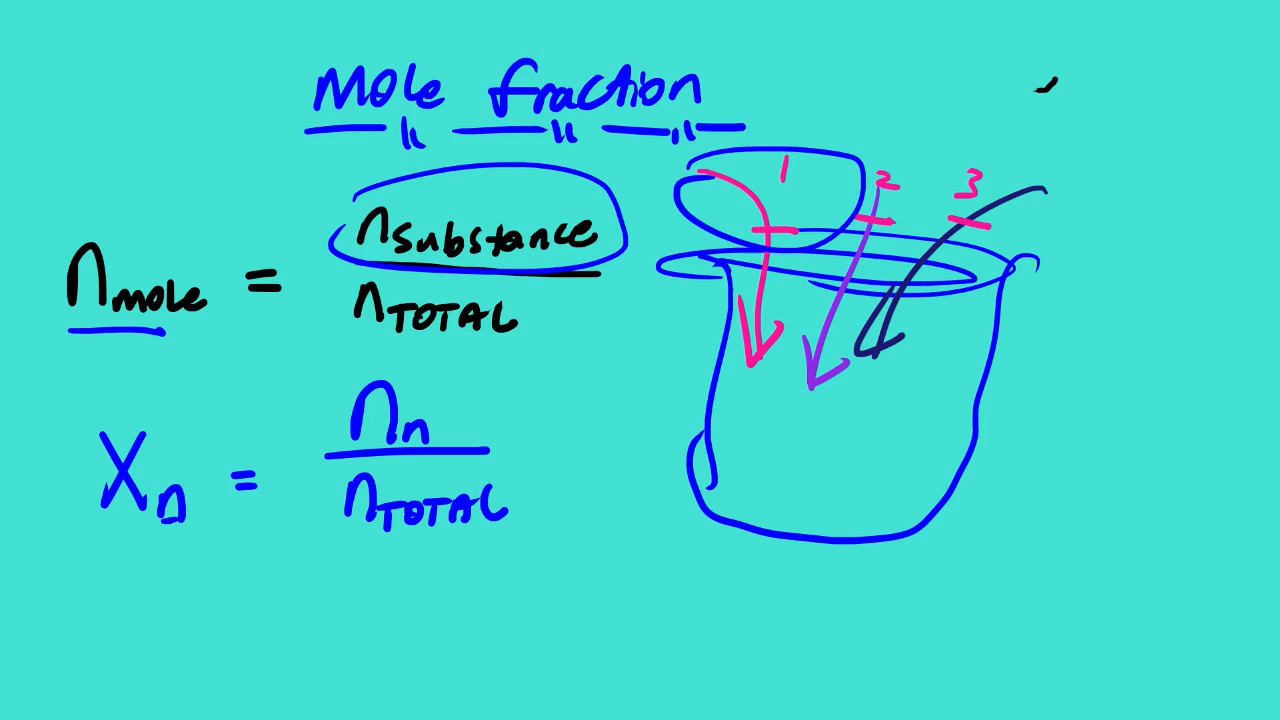 Mole fraction
1 2 3
n mole = n substance / n TOTAL
X n = n n / n TOTAL